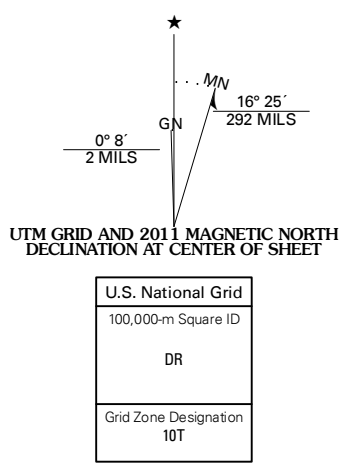 ★
MN
GN
16° 25´
292 MILS
0° 8´
2 MILS
UTM GRID AND 2011 MAGNETIC NORTH
DECLINATION AT CENTER OF SHEET
U.S. National Grid
100,000-m Square ID
DR
Grid Zone Designation
10T